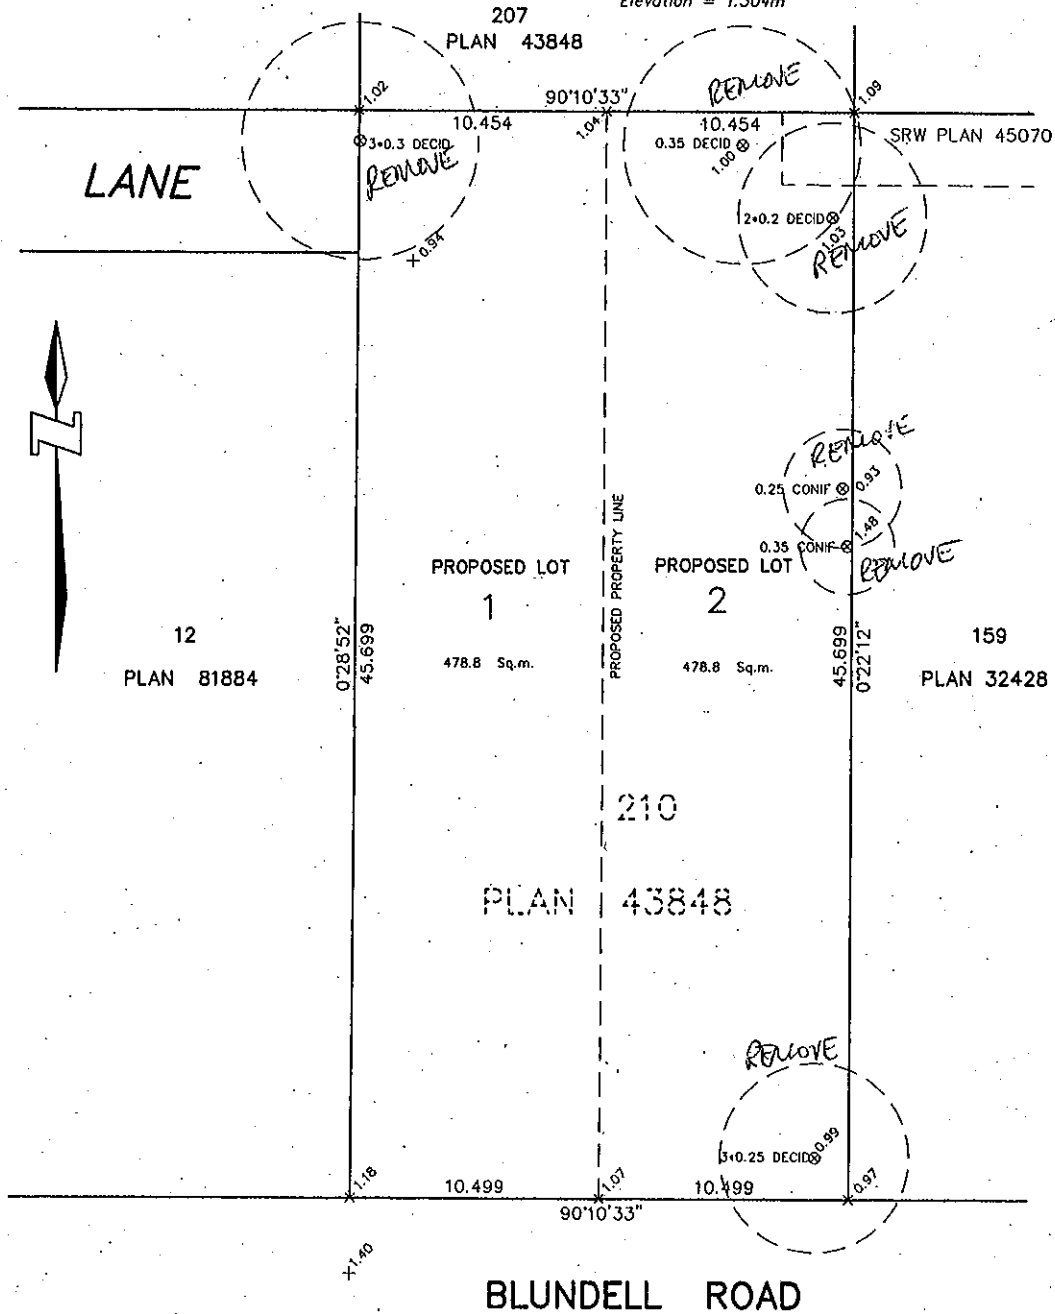 Elevation = 1.304m
207
PLAN 43848
REMOVE
1.02
90°10'33"
1.09
10.454
1.04
10.454
SRW PLAN 45070
3*0.3 DECID
0.35 DECID
1.00
REMOVE
LANE
2*0.2 DECID
1.03
REMOVE
0.94
REMOVE
0.25 CONIF
0.93
1.48
0.35 CONIF
REMOVE
PROPOSED PROPERTY LINE
PROPOSED LOT
1
478.8 Sq.m.
PROPOSED LOT
2
478.8 Sq.m.
12
PLAN 81884
0°28'52"
45.699
45.699
0°22'12"
159
PLAN 32428
210
PLAN 43848
REMOVE
3*0.25 DECID
0.99
1.18
10.499
1.07
10.499
0.97
90°10'33"
1.40
BLUNDELL ROAD
N